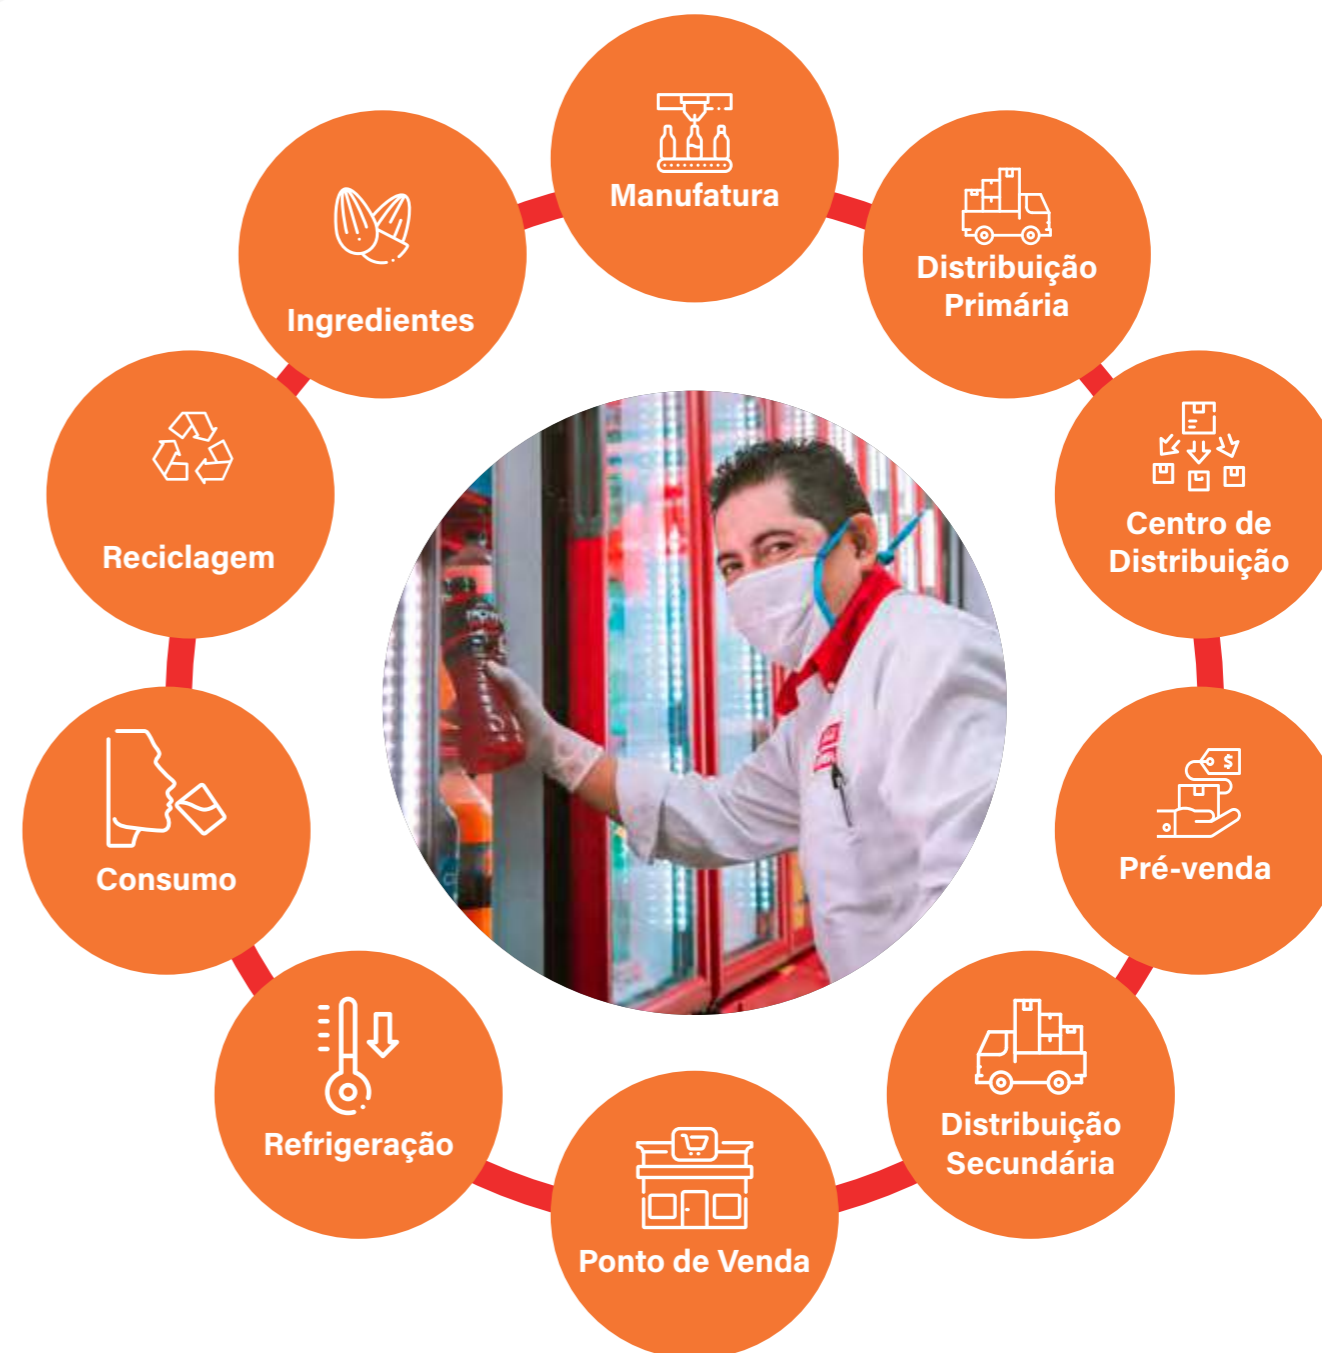 Manufatura
Distribuição
Primária
Centro de
Distribuição
Pré-venda
$
Distribuição
Secundária
Ponto de Venda
Refrigeração
Consumo
Reciclagem
Ingredientes